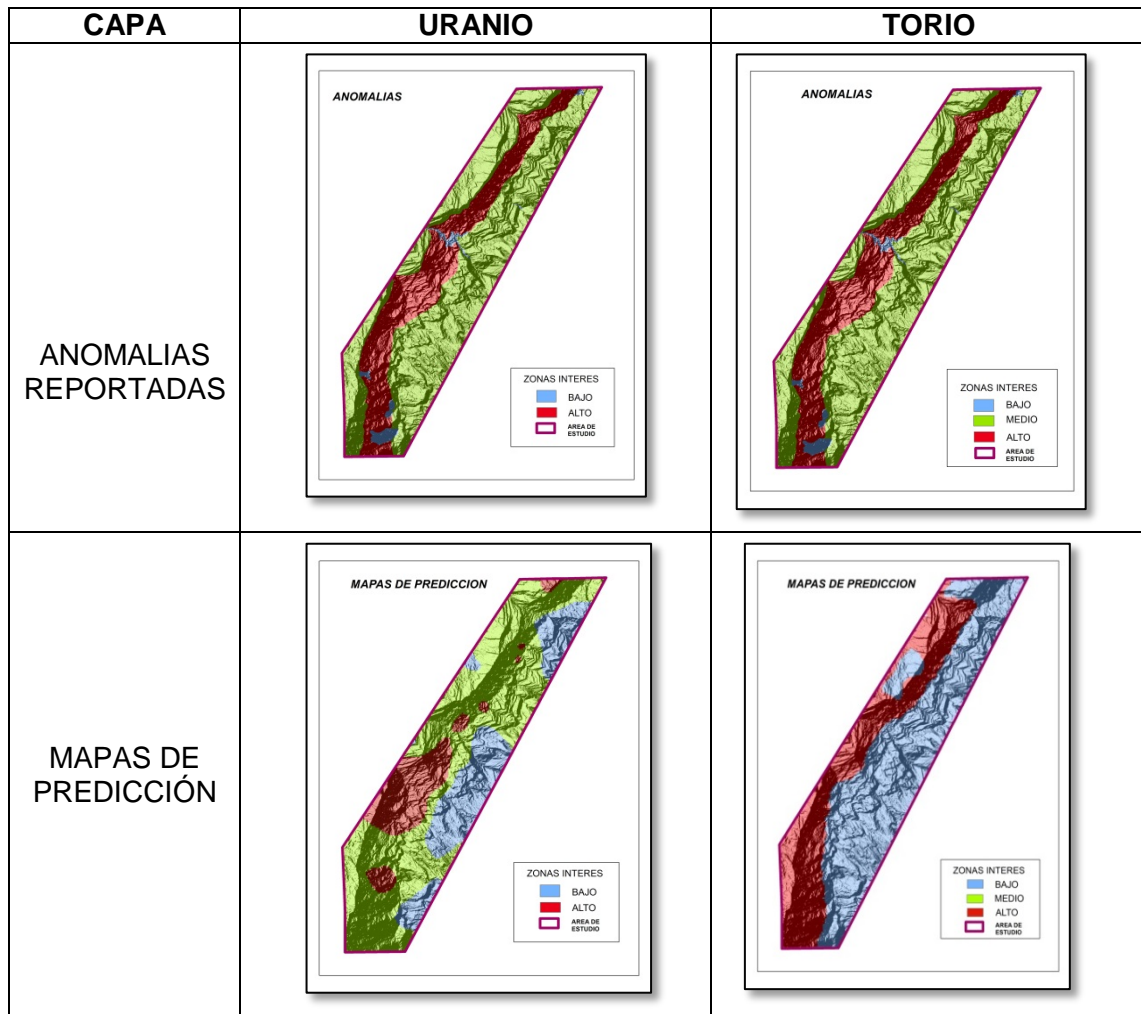 CAPA URANIO TORIO
ANOMALIAS
REPORTADAS
ANOMALIAS
ZONAS INTERES
BAJO
ALTO
AREA DE
ESTUDIO
ANOMALIAS
ZONAS INTERES
BAJO
MEDIO
ALTO
AREA DE
ESTUDIO
MAPAS DE
PREDICCIÓN
MAPAS DE PREDICCION
ZONAS INTERES
BAJO
ALTO
AREA DE
ESTUDIO
MAPAS DE PREDICCION
ZONAS INTERES
BAJO
MEDIO
ALTO
AREA DE
ESTUDIO